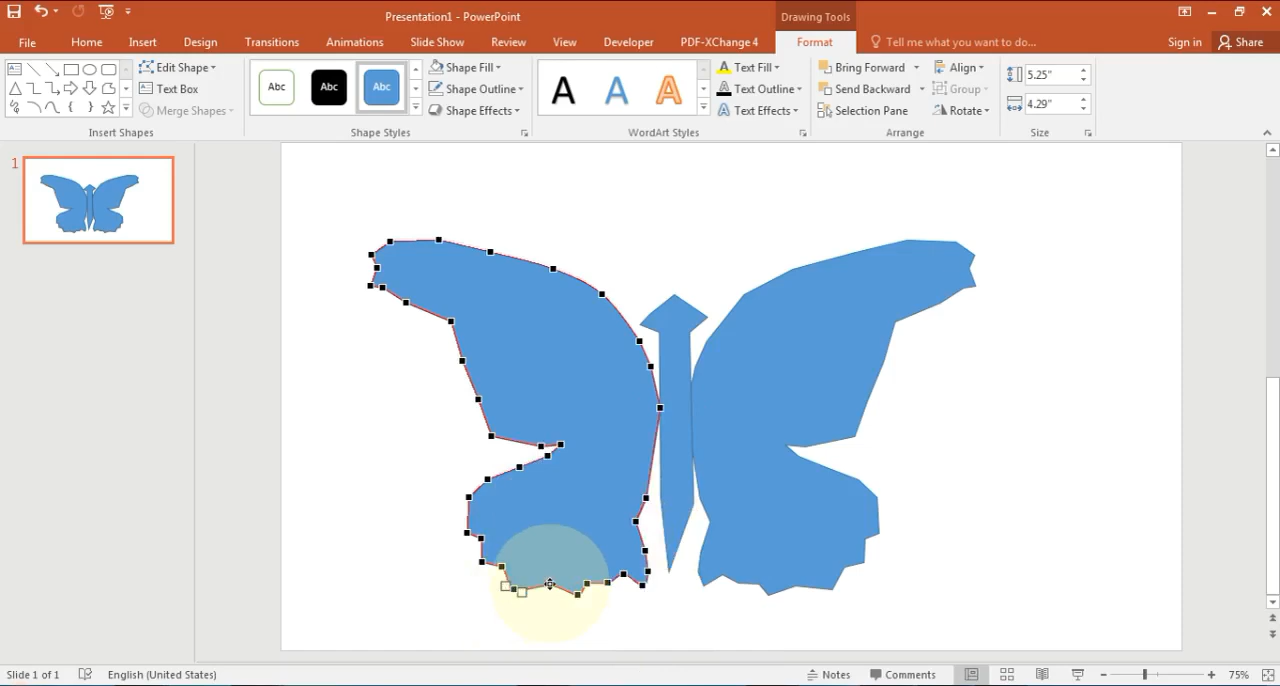 Presentation1 - PowerPoint
Drawing Tools
File Home Insert Design Transitions Animations Slide Show Review View Developer PDF-XChange 4 Format Tell me what you want to do... Sign in Share
Edit Shape
Text Box
Merge Shapes
Insert Shapes
Abc Abc Abc
Shape Fill
Shape Outline
Shape Effects
Shape Styles
A A A
Text Fill
Text Outline
Text Effects
WordArt Styles
Bring Forward
Send Backward
Selection Pane
Align
Group
Rotate
Arrange
5.25"
4.29"
Size
1
Slide 1 of 1 English (United States) Notes Comments 75%